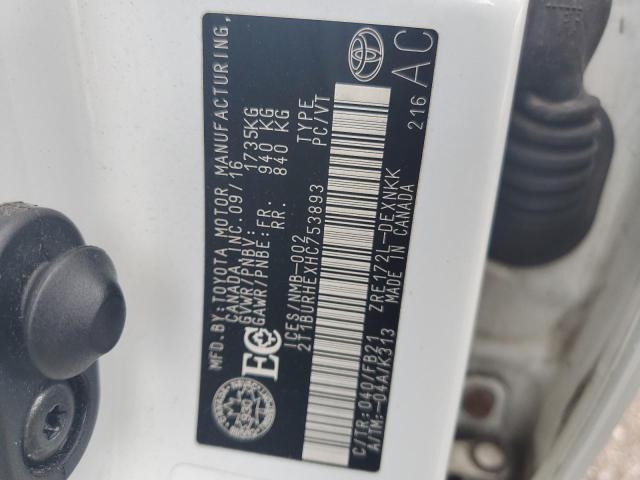 MFD.BY:TOYOTA MOTOR MANUFACTURING,
CANADA INC.09/16
GVWR/PNBV: 1735KG
GAWR/PNBE:FR. 940 KG
RR. 840 KG
EC
ICES/NMB-002
2T1BURHEXHC753893 TYPE
PC/VT
C/TR:040/FB21 ZRE172L-DEXNKK
A/TM:-04A/K313 MADE IN CANADA
216 AC